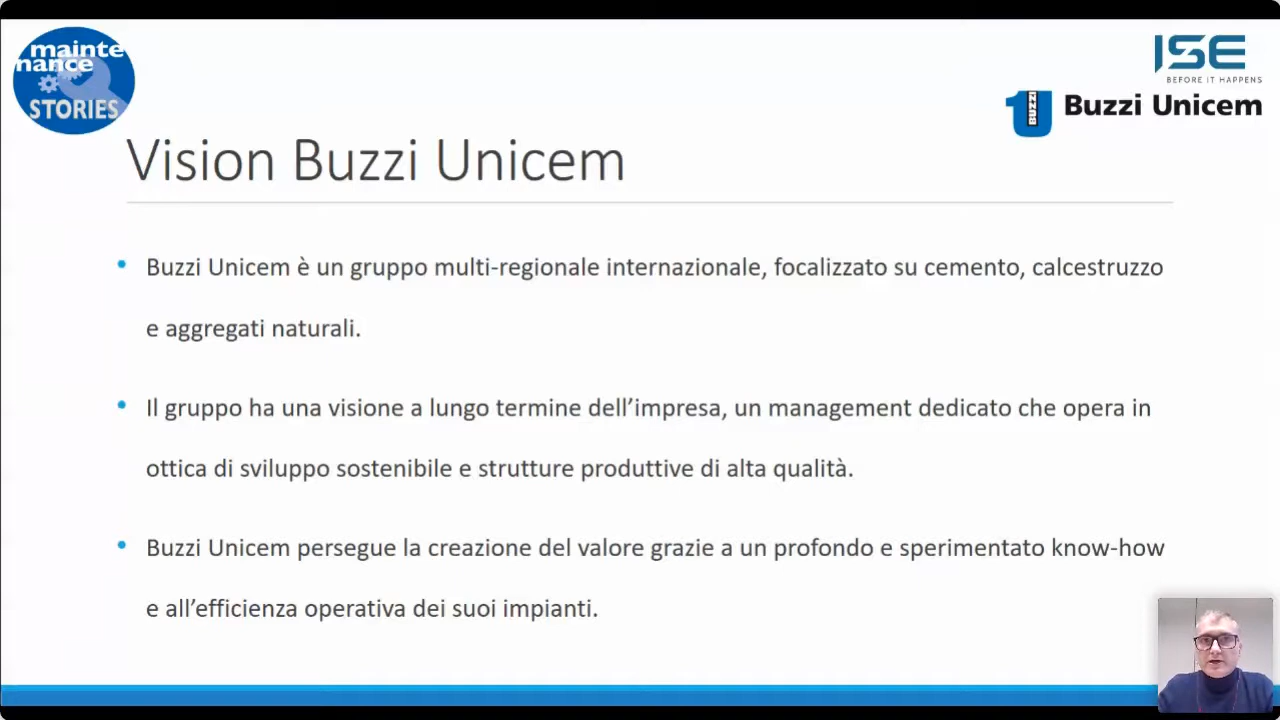 mainte
nance
STORIES
ISE
BEFORE IT HAPPENS
BUZZI
Buzzi Unicem
Vision Buzzi Unicem
• Buzzi Unicem è un gruppo multi-regionale internazionale, focalizzato su cemento, calcestruzzo
e aggregati naturali.
• Il gruppo ha una visione a lungo termine dell’impresa, un management dedicato che opera in
ottica di sviluppo sostenibile e strutture produttive di alta qualità.
• Buzzi Unicem persegue la creazione del valore grazie a un profondo e sperimentato know-how
e all’efficienza operativa dei suoi impianti.